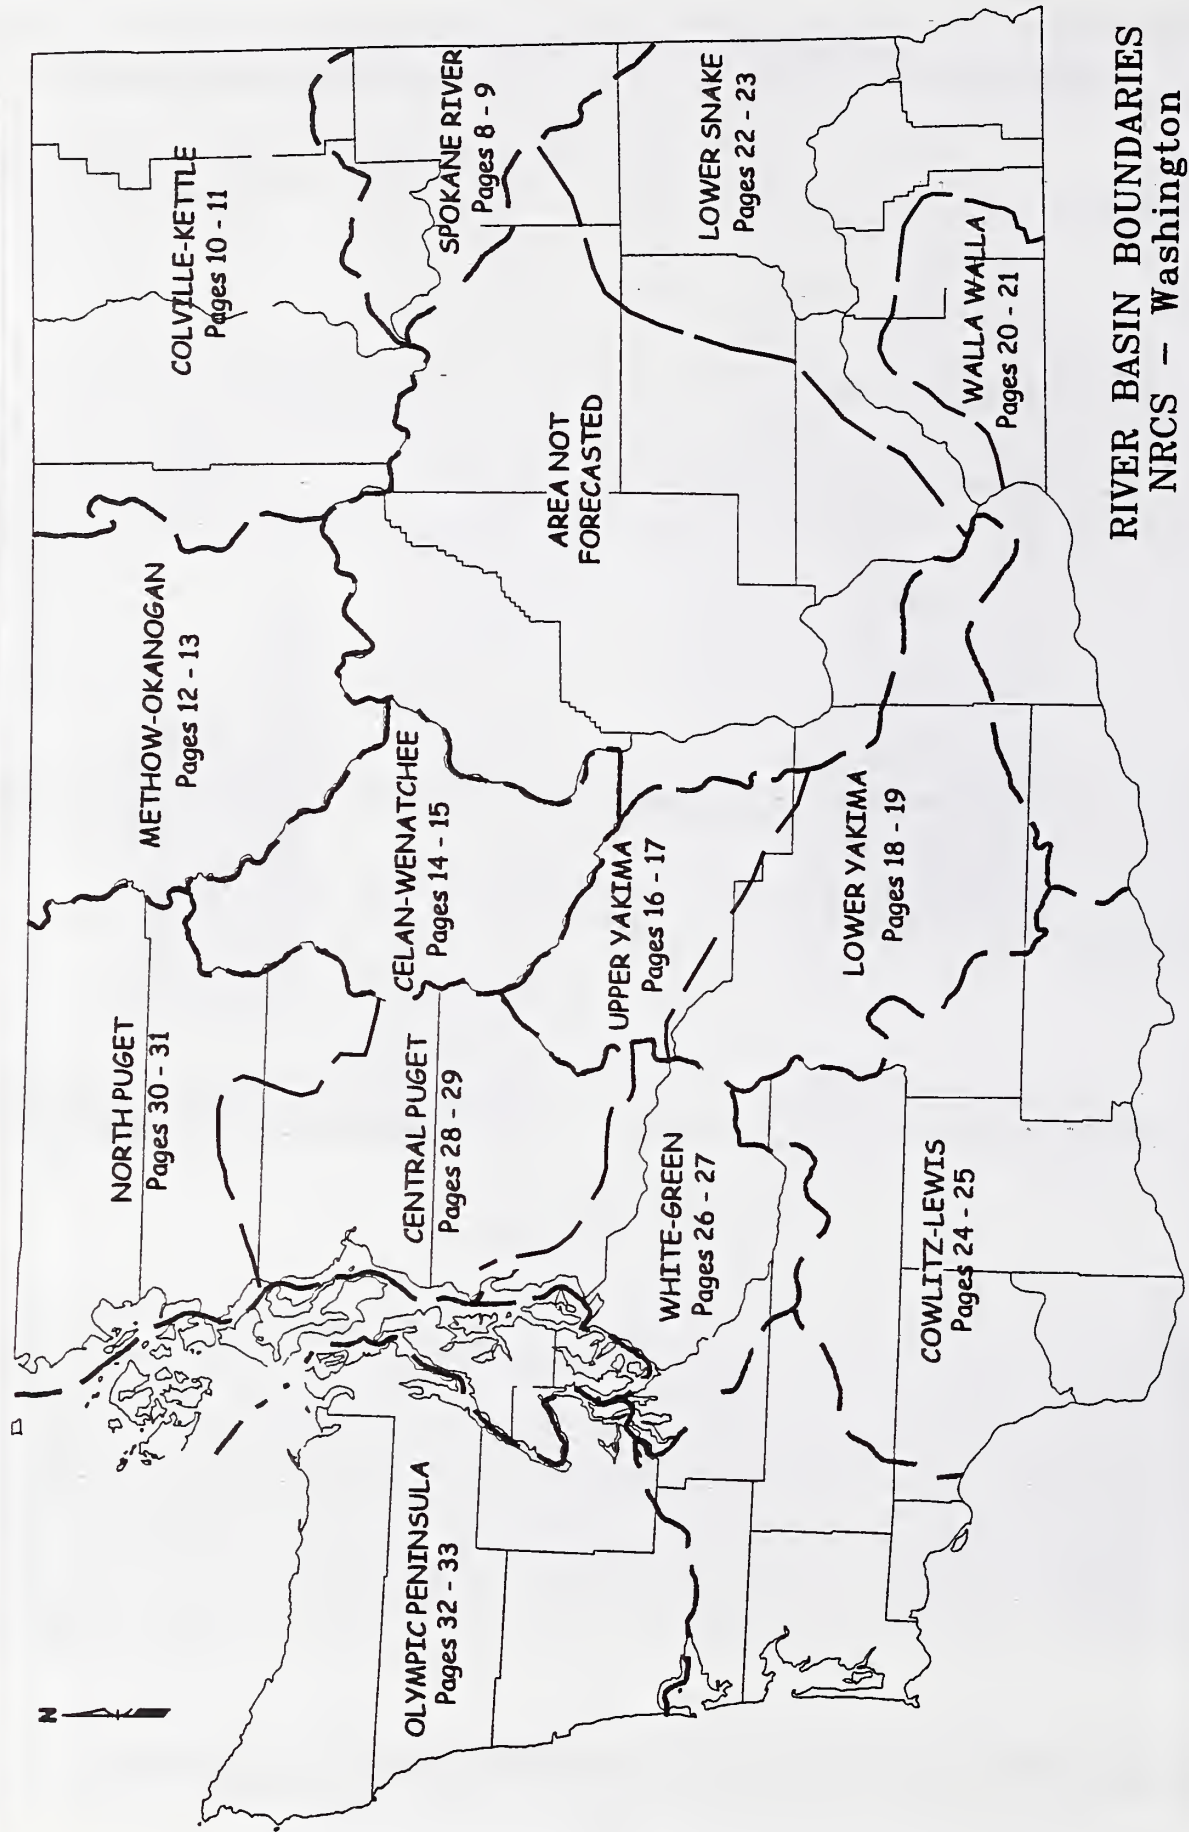 N
OLYMPIC PENINSULA
Pages 32 - 33
NORTH PUGET
Pages 30 - 31
CENTRAL PUGET
Pages 28 - 29
WHITE-GREEN
Pages 26 - 27
COWLITZ-LEWIS
Pages 24 - 25
METHOW-OKANOGAN
Pages 12 - 13
CELAN-WENATCHEE
Pages 14 - 15
UPPER YAKIMA
Pages 16 - 17
LOWER YAKIMA
Pages 18 - 19
COLVILLE-KETTLE
Pages 10 - 11
SPOKANE RIVER
Pages 8 - 9
AREA NOT
FORECASTED
LOWER SNAKE
Pages 22 - 23
WALLA WALLA
Pages 20 - 21
RIVER BASIN BOUNDARIES
NRCS - Washington